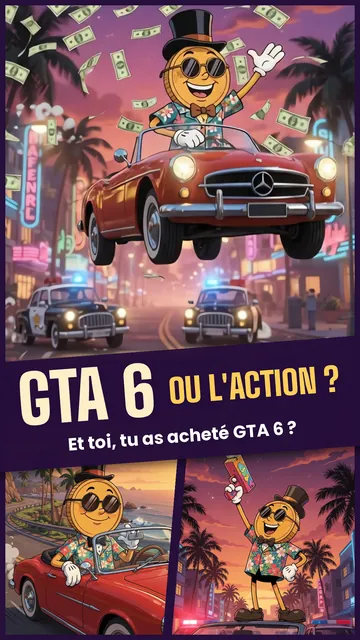 GTA 6 OU L'ACTION ?
Et toi, tu as acheté GTA 6 ?